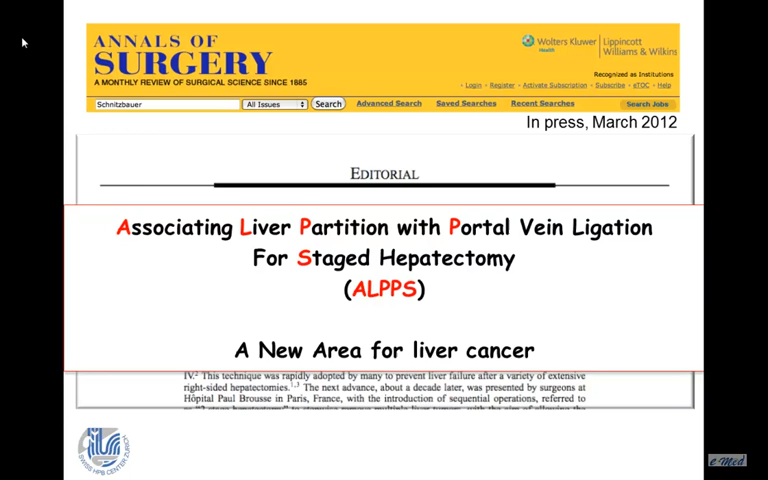 ANNALS OF
SURGERY
A MONTHLY REVIEW OF SURGICAL SCIENCE SINCE 1885
Wolters Kluwer Health | Lippincott Williams & Wilkins
Recognized as Institutions
Login Register Activate Subscription Subscribe eTOC Help
Schnitzbauer All Issues Search Advanced Search Saved Searches Recent Searches Search Jobs
In press, March 2012
EDITORIAL
Associating Liver Partition with Portal Vein Ligation
For Staged Hepatectomy
(ALPPS)
A New Area for liver cancer
IV.2 This technique was rapidly adopted by many to prevent liver failure after a variety of extensive
right-sided hepatectomies.1,3 The next advance, about a decade later, was presented by surgeons at
Hôpital Paul Brousse in Paris, France, with the introduction of sequential operations, referred to
SWISS HPB CENTER ZURICH
e-Med